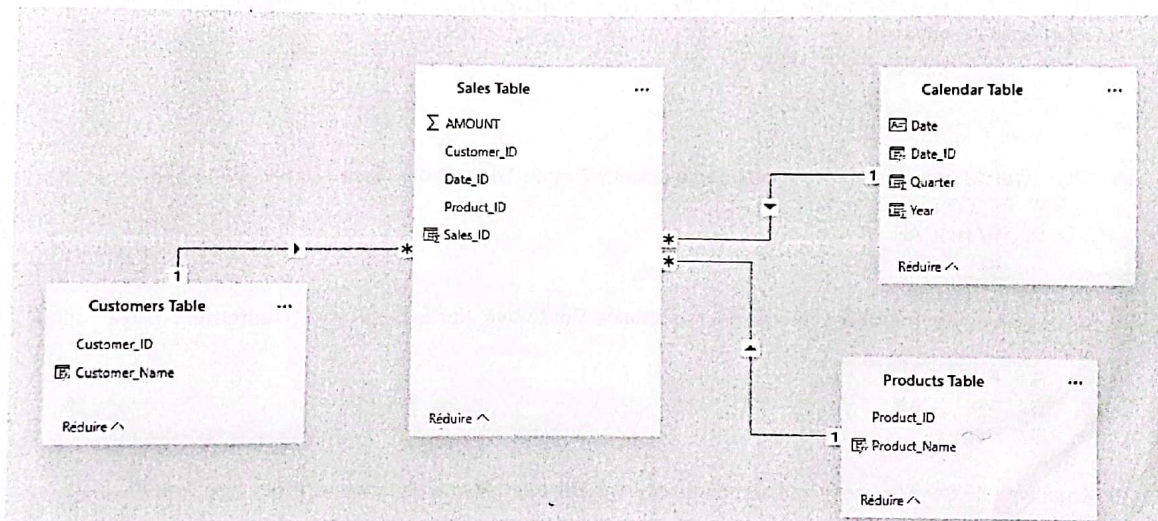 Sales Table ...
Σ AMOUNT
Customer_ID
Date_ID
Product_ID
Sales_ID
Réduire ^
Calendar Table ...
Date
Date_ID
Quarter
Year
Réduire ^
Customers Table ...
Customer_ID
Customer_Name
Réduire ^
Products Table ...
Product_ID
Product_Name
Réduire ^
1
*
1
*
*
1